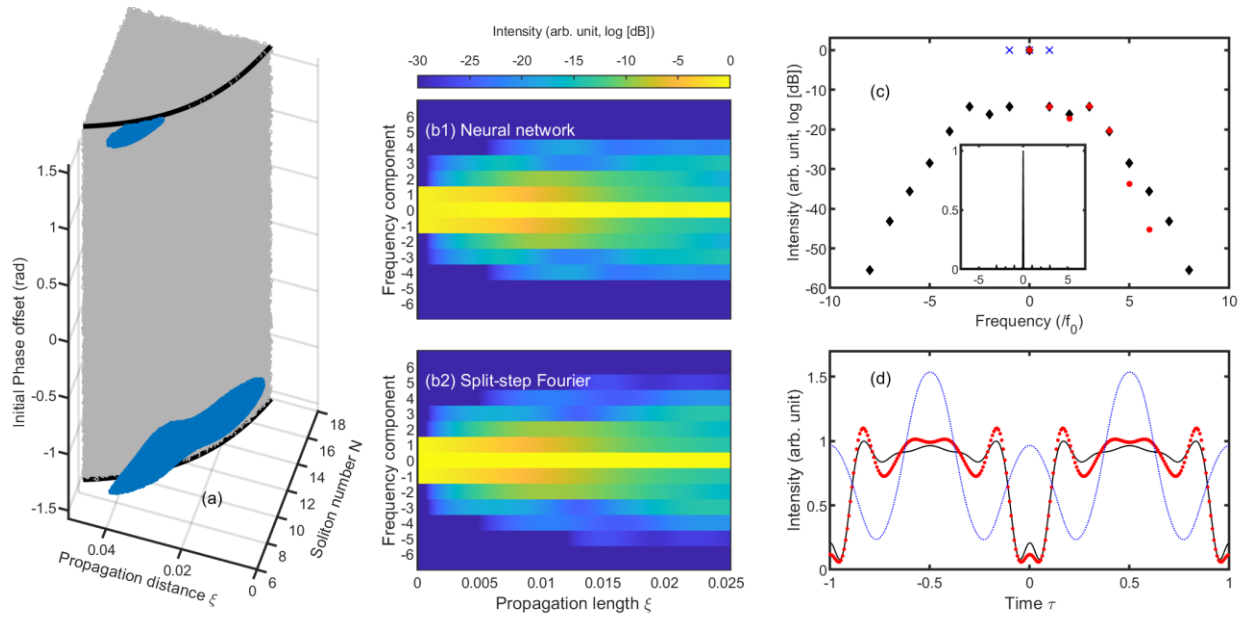 Initial Phase offset (rad)
1.5
1
0.5
0
-0.5
-1
-1.5
(a)
0.04
0.02
0
Propagation distance ξ
6
8
10
12
14
16
18
Soliton number N
Intensity (arb. unit, log [dB])
-30 -25 -20 -15 -10 -5 0
(b1) Neural network
Frequency component
6
5
4
3
2
1
0
-1
-2
-3
-4
-5
-6
(b2) Split-step Fourier
Frequency component
6
5
4
3
2
1
0
-1
-2
-3
-4
-5
-6
0 0.005 0.01 0.015 0.02 0.025
Propagation length ξ
(c)
Intensity (arb. unit, log [dB])
0
-10
-20
-30
-40
-50
-60
1
0.5
0
-5 0 5
-10 -5 0 5 10
Frequency (/f0)
(d)
Intensity (arb. unit)
1.5
1
0.5
0
-1 -0.5 0 0.5 1
Time τ